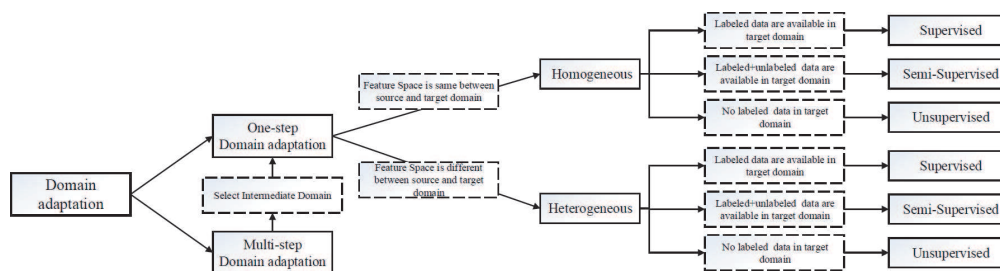 Domain
adaptation
One-step
Domain adaptation
Select Intermediate Domain
Multi-step
Domain adaptation
Feature Space is same between
source and target domain
Feature Space is different
between source and target
domain
Homogeneous
Labeled data are available in
target domain
Supervised
Labeled+unlabeled data are
available in target domain
Semi-Supervised
No labeled data in target
domain
Unsupervised
Heterogeneous
Labeled data are available in
target domain
Supervised
Labeled+unlabeled data are
available in target domain
Semi-Supervised
No labeled data in target
domain
Unsupervised